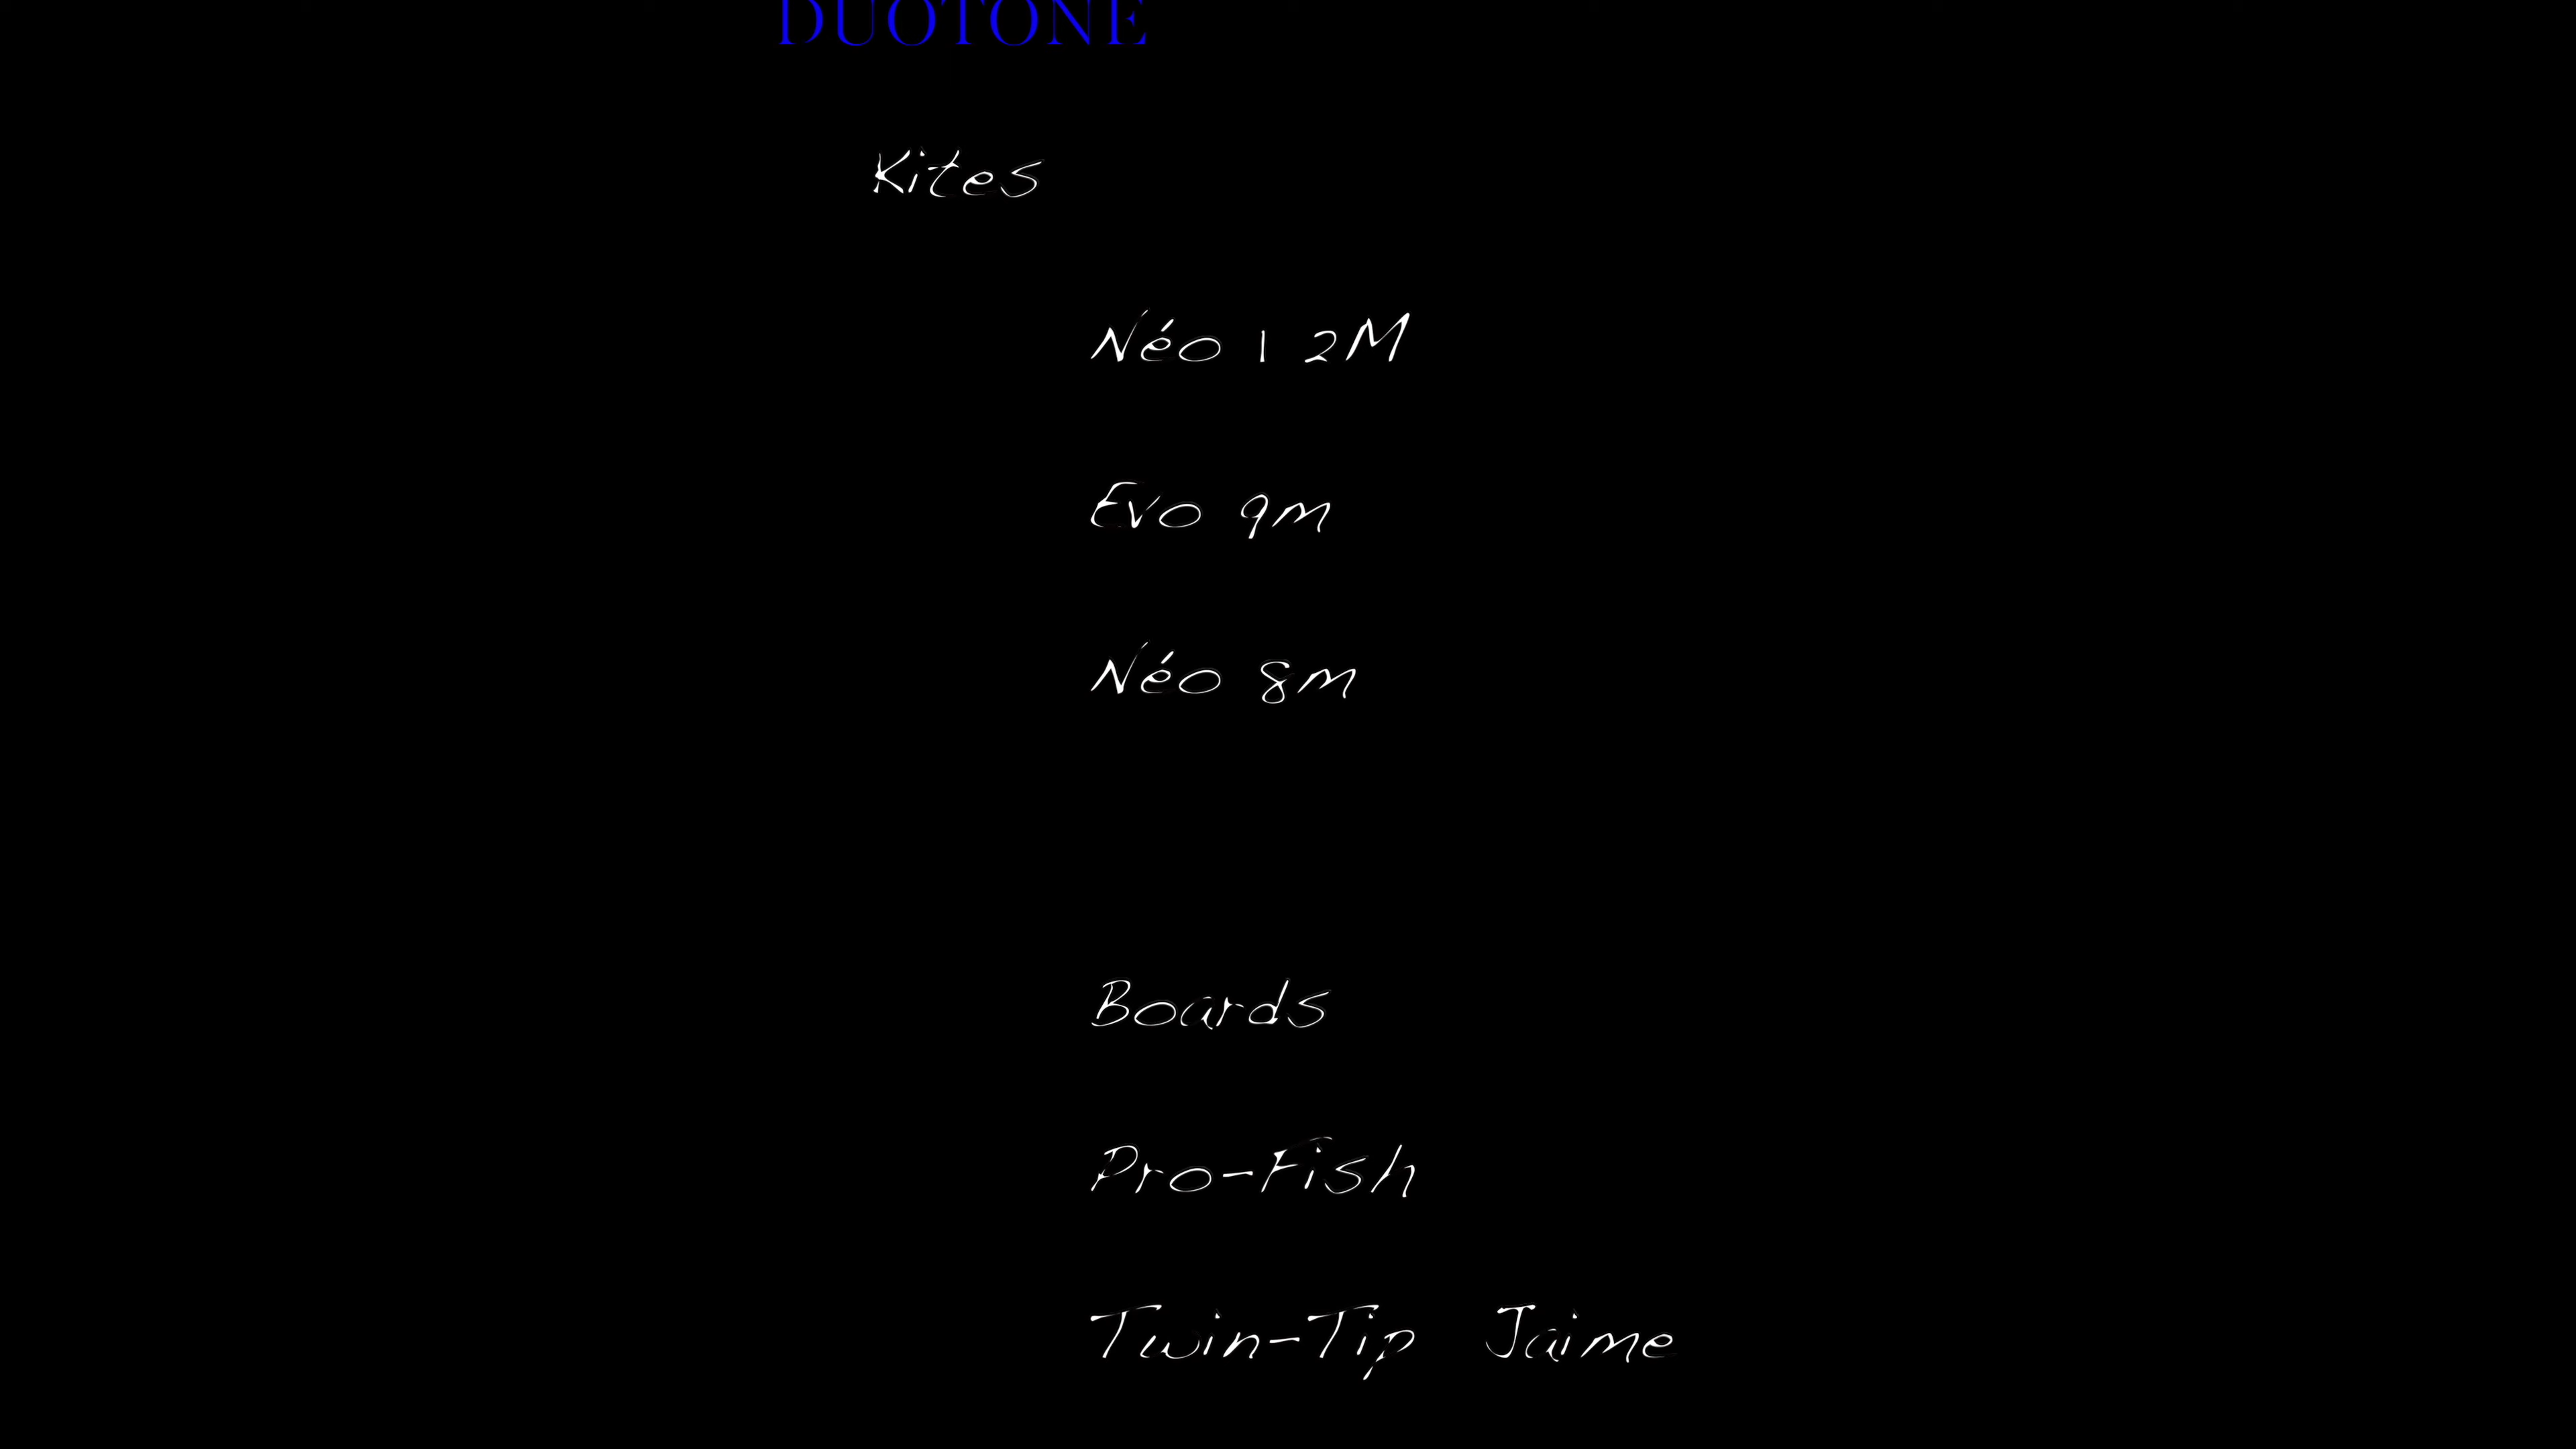 DUOTONE
Kites
Néo 12M
Evo 9m
Néo 8m
Boards
Pro-Fish
Twin-Tip Jaime